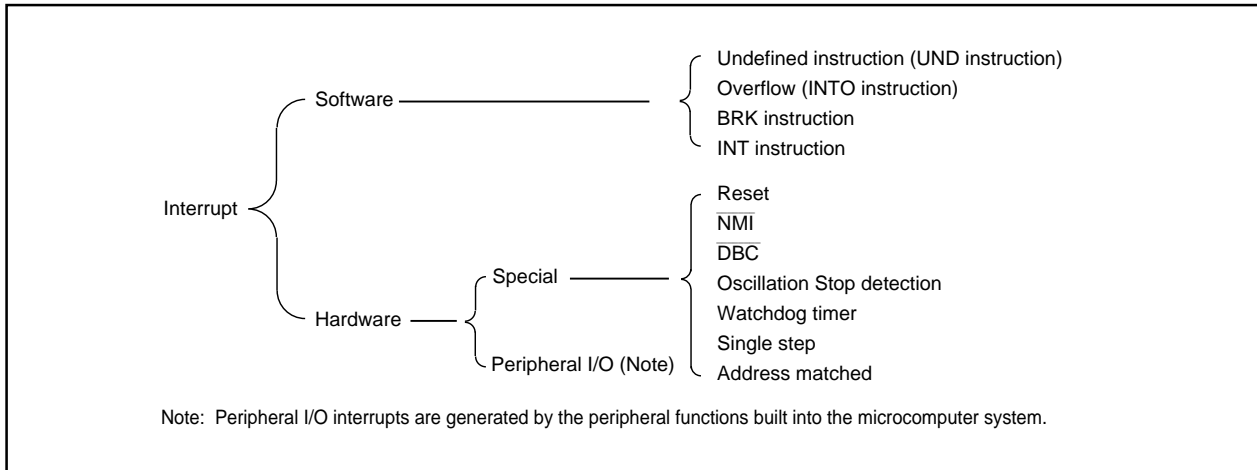 Undefined instruction (UND instruction)
Overflow (INTO instruction)
BRK instruction
INT instruction
Software
Interrupt
Reset
N̅M̅I̅
D̅B̅C̅
Oscillation Stop detection
Watchdog timer
Single step
Address matched
Special
Hardware
Peripheral I/O (Note)
Note: Peripheral I/O interrupts are generated by the peripheral functions built into the microcomputer system.